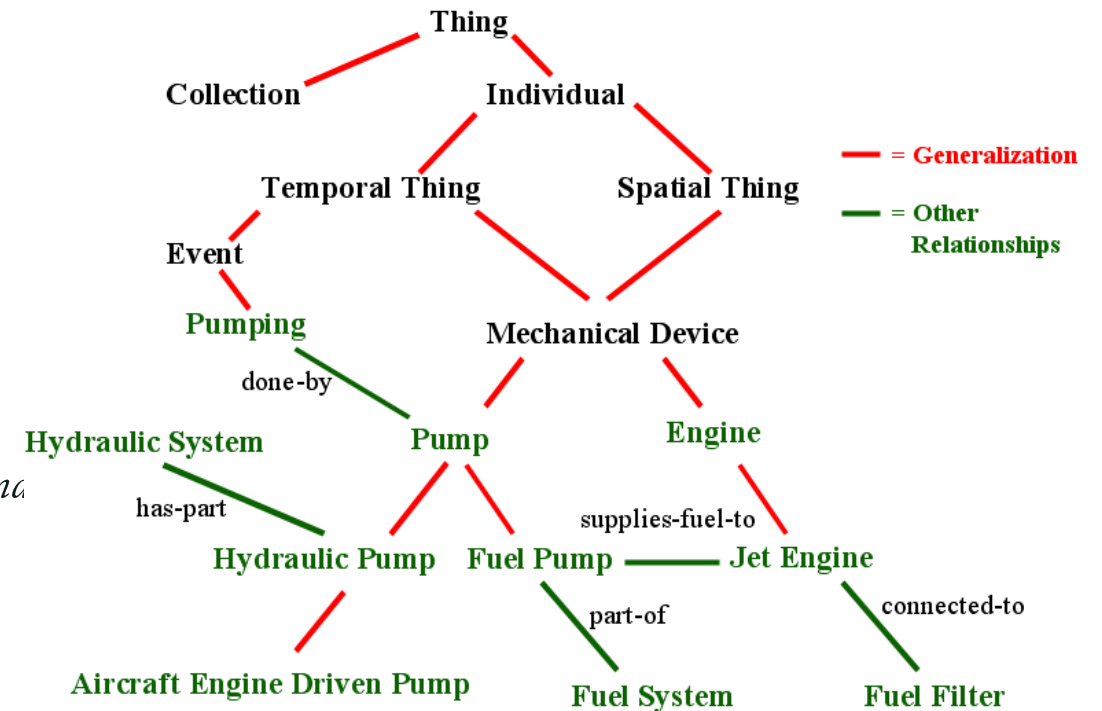 Thing
Collection
Individual
= Generalization
Temporal Thing
Spatial Thing
= Other
Relationships
Event
Pumping
Mechanical Device
done-by
Hydraulic System
Pump
Engine
has-part
supplies-fuel-to
Hydraulic Pump
Fuel Pump
Jet Engine
part-of
connected-to
Aircraft Engine Driven Pump
Fuel System
Fuel Filter